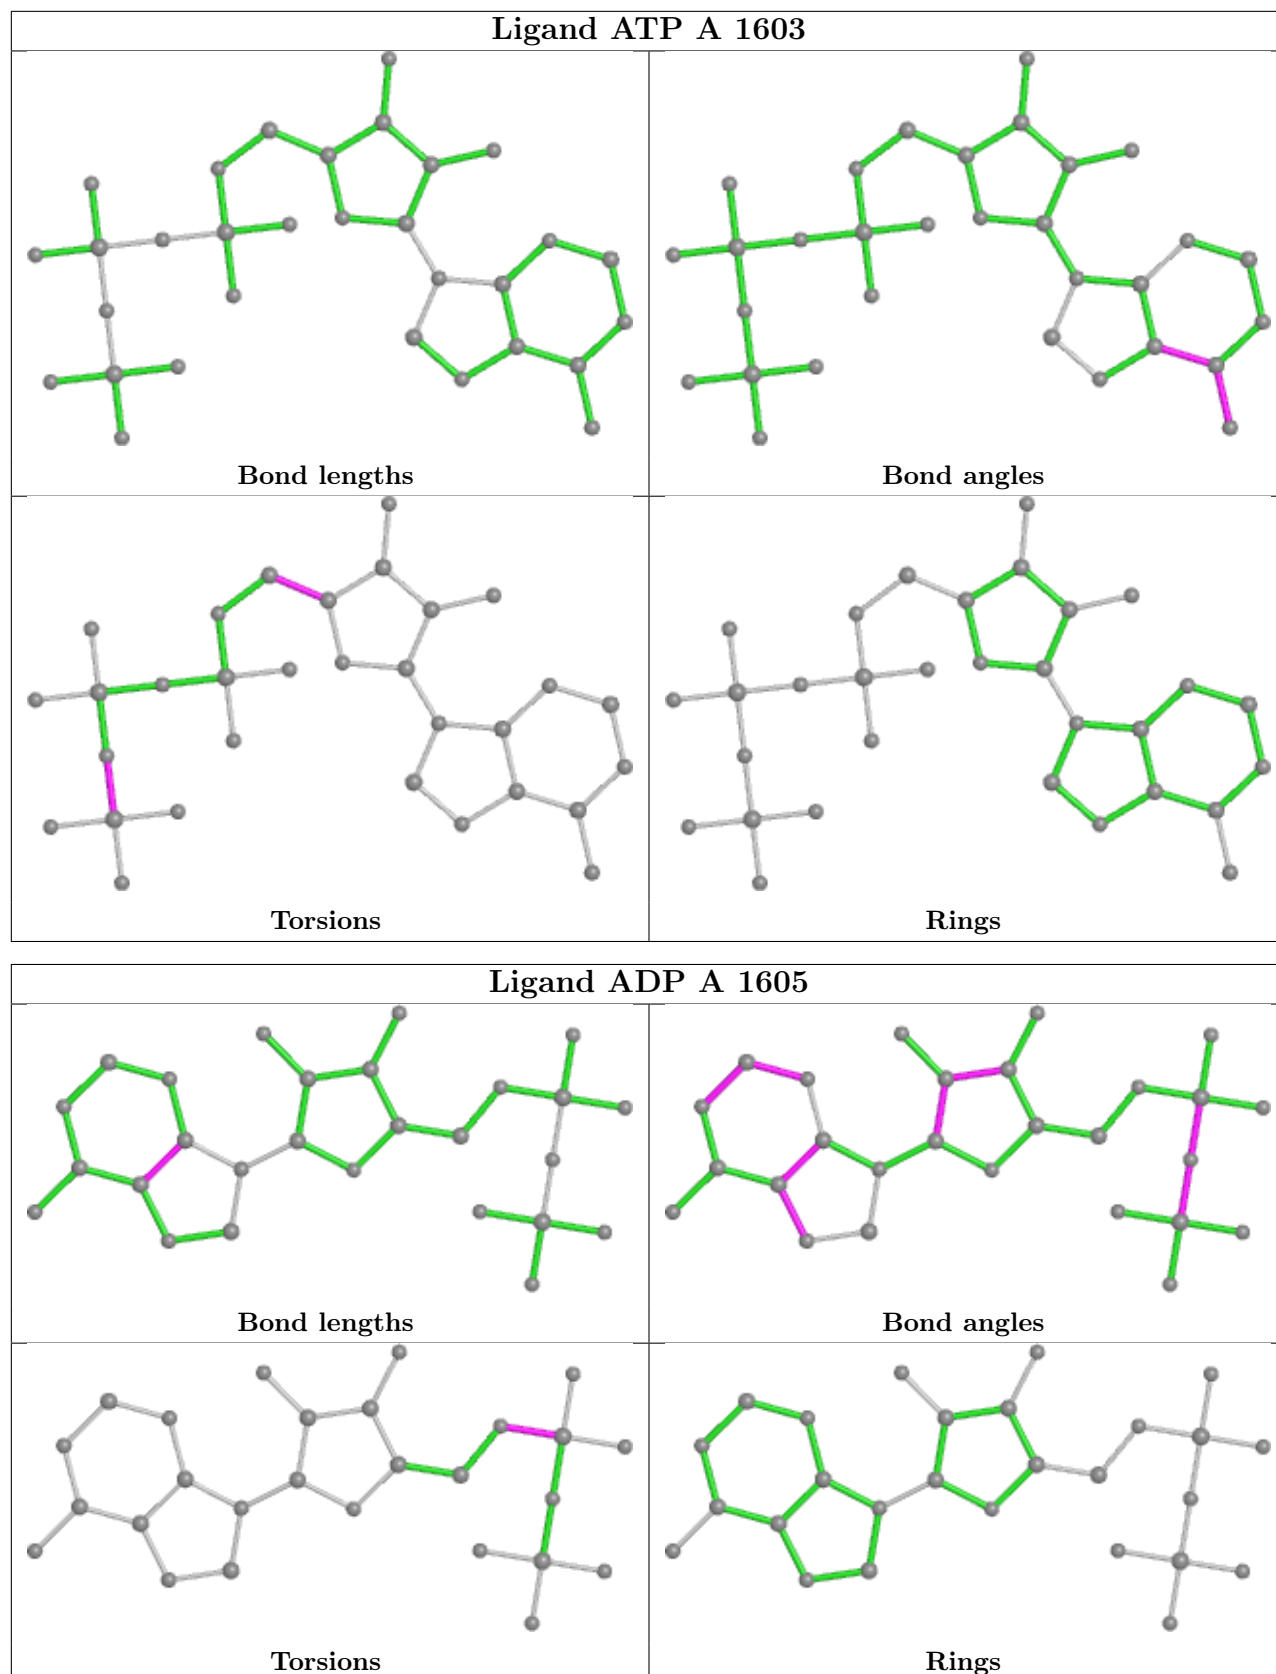 Ligand ATP A 1603
Bond lengths
Bond angles
Torsions
Rings
Ligand ADP A 1605
Bond lengths
Bond angles
Torsions
Rings